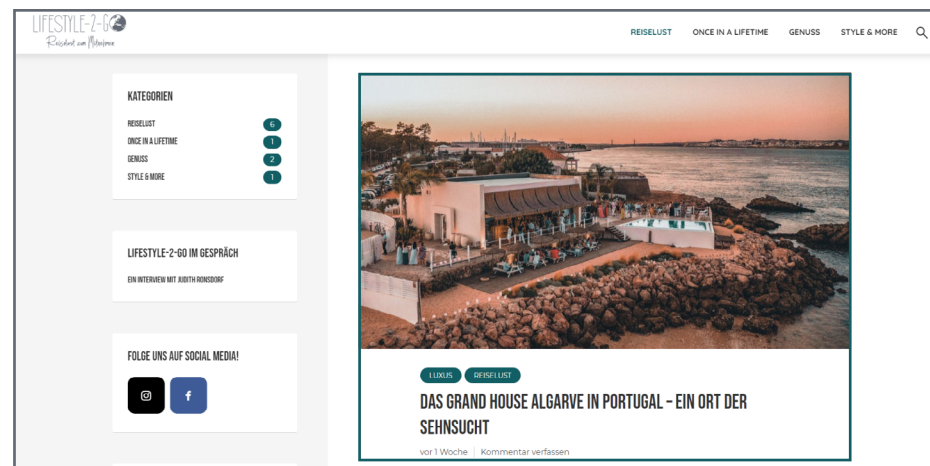 LIFESTYLE-2-GO
Reiselust zum Mitnehmen
REISELUST
ONCE IN A LIFETIME
GENUSS
STYLE & MORE
KATEGORIEN
REISELUST 6
ONCE IN A LIFETIME 1
GENUSS 2
STYLE & MORE 1
LIFESTYLE-2-GO IM GESPRÄCH
EIN INTERVIEW MIT JUDITH RONSDORF
FOLGE UNS AUF SOCIAL MEDIA!
f
LUXUS REISELUST
DAS GRAND HOUSE ALGARVE IN PORTUGAL – EIN ORT DER
SEHNSUCHT
vor 1 Woche Kommentar verfassen